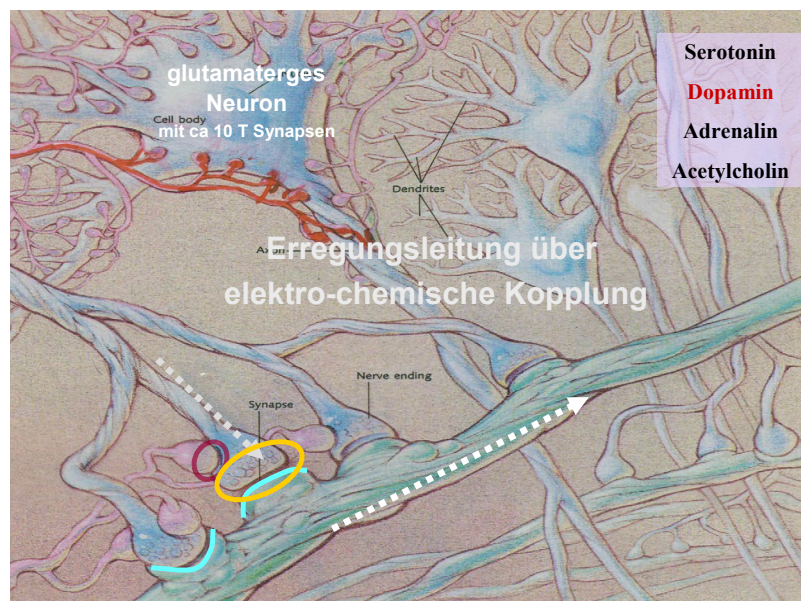 glutamaterges
Neuron
Cell body
mit ca 10 T Synapsen
Serotonin
Dopamin
Adrenalin
Acetylcholin
Dendrites
Axon
Erregungsleitung über
elektro-chemische Kopplung
Nerve ending
Synapse